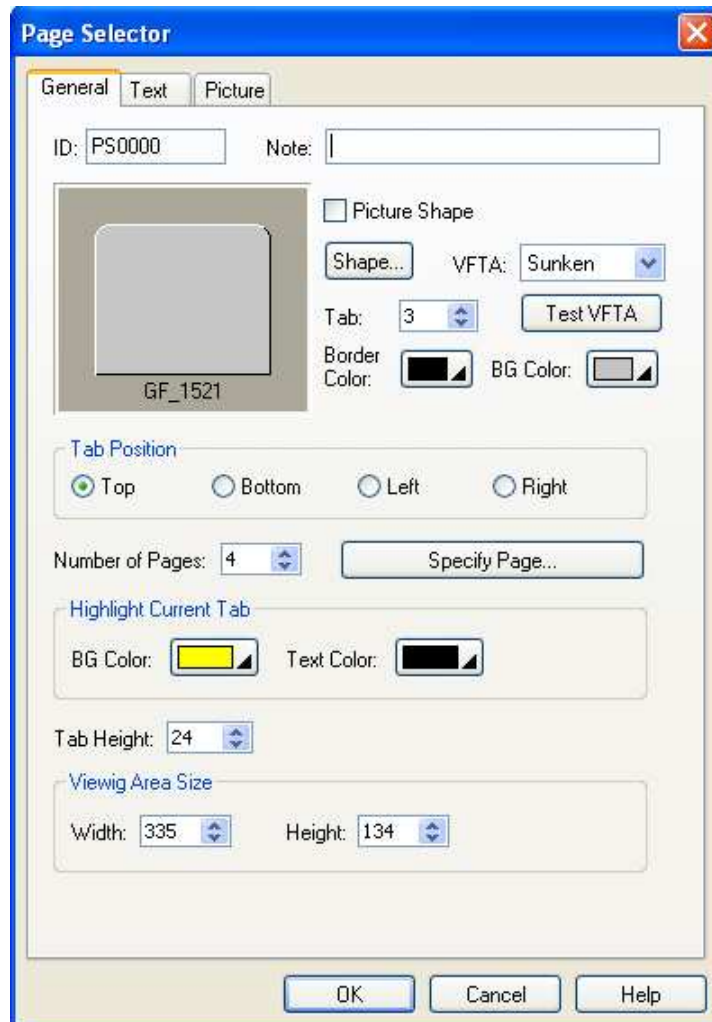 Page Selector
General Text Picture
ID: PS0000 Note:
Picture Shape
Shape... VFTA: Sunken
Tab: 3 Test VFTA
Border
Color: BG Color:
GF_1521
Tab Position
Top Bottom Left Right
Number of Pages: 4 Specify Page...
Highlight Current Tab
BG Color: Text Color:
Tab Height: 24
Viewig Area Size
Width: 335 Height: 134
OK Cancel Help